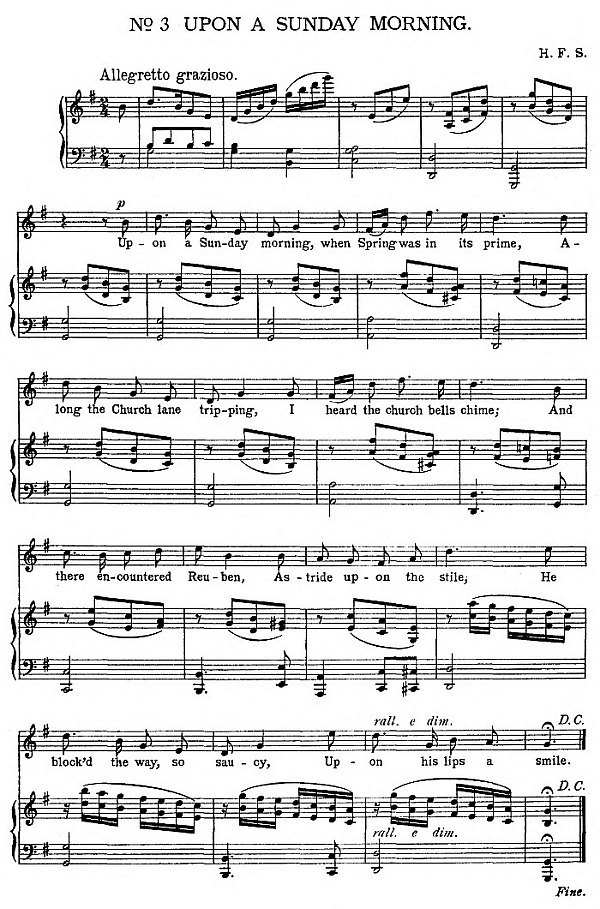 No 3 UPON A SUNDAY MORNING.
H. F. S.
Allegretto grazioso.
p
Up - on a Sun-day morning, when Spring was in its prime, A-
long the Church lane trip-ping, I heard the church bells chime; And
there en-countered Reu-ben, As-tride up-on the stile; He
rall. e dim. D.C.
block'd the way, so sau-cy, Up-on his lips a smile.
D.C.
rall. e dim.
Fine.